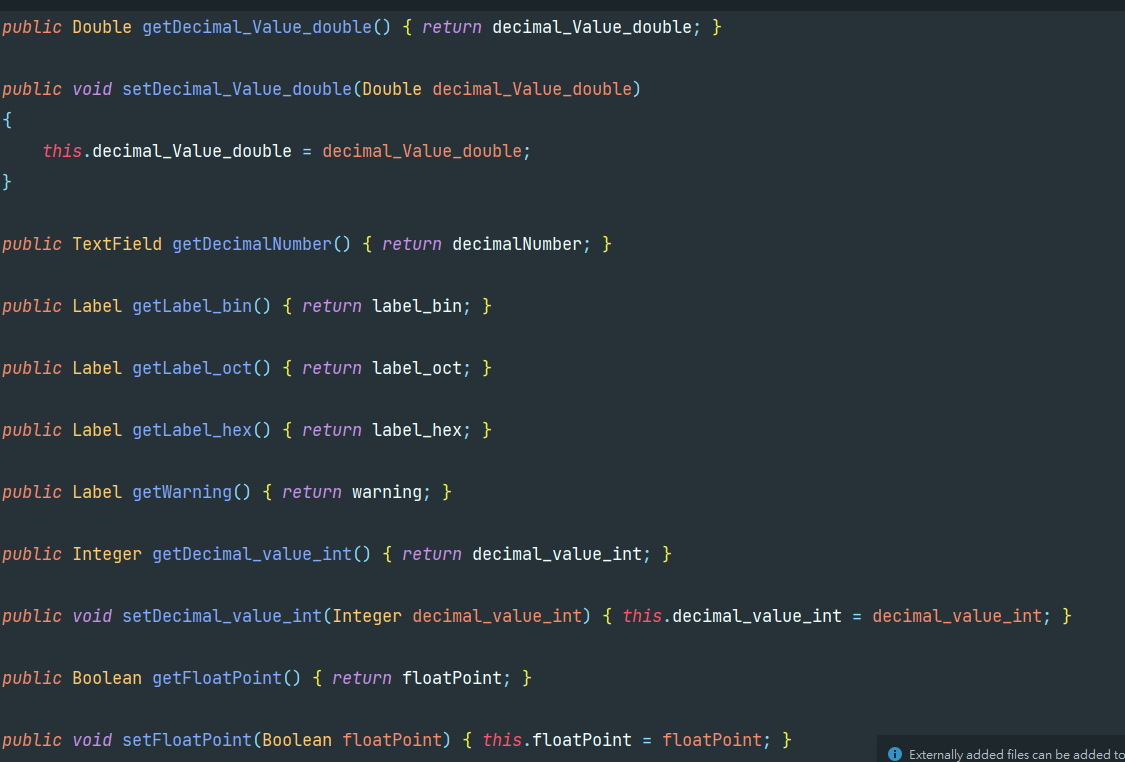 public Double getDecimal_Value_double() { return decimal_Value_double; }
public void setDecimal_Value_double(Double decimal_Value_double)
{
this.decimal_Value_double = decimal_Value_double;
}
public TextField getDecimalNumber() { return decimalNumber; }
public Label getLabel_bin() { return label_bin; }
public Label getLabel_oct() { return label_oct; }
public Label getLabel_hex() { return label_hex; }
public Label getWarning() { return warning; }
public Integer getDecimal_value_int() { return decimal_value_int; }
public void setDecimal_value_int(Integer decimal_value_int) { this.decimal_value_int = decimal_value_int; }
public Boolean getFloatPoint() { return floatPoint; }
public void setFloatPoint(Boolean floatPoint) { this.floatPoint = floatPoint; }
Externally added files can be added to